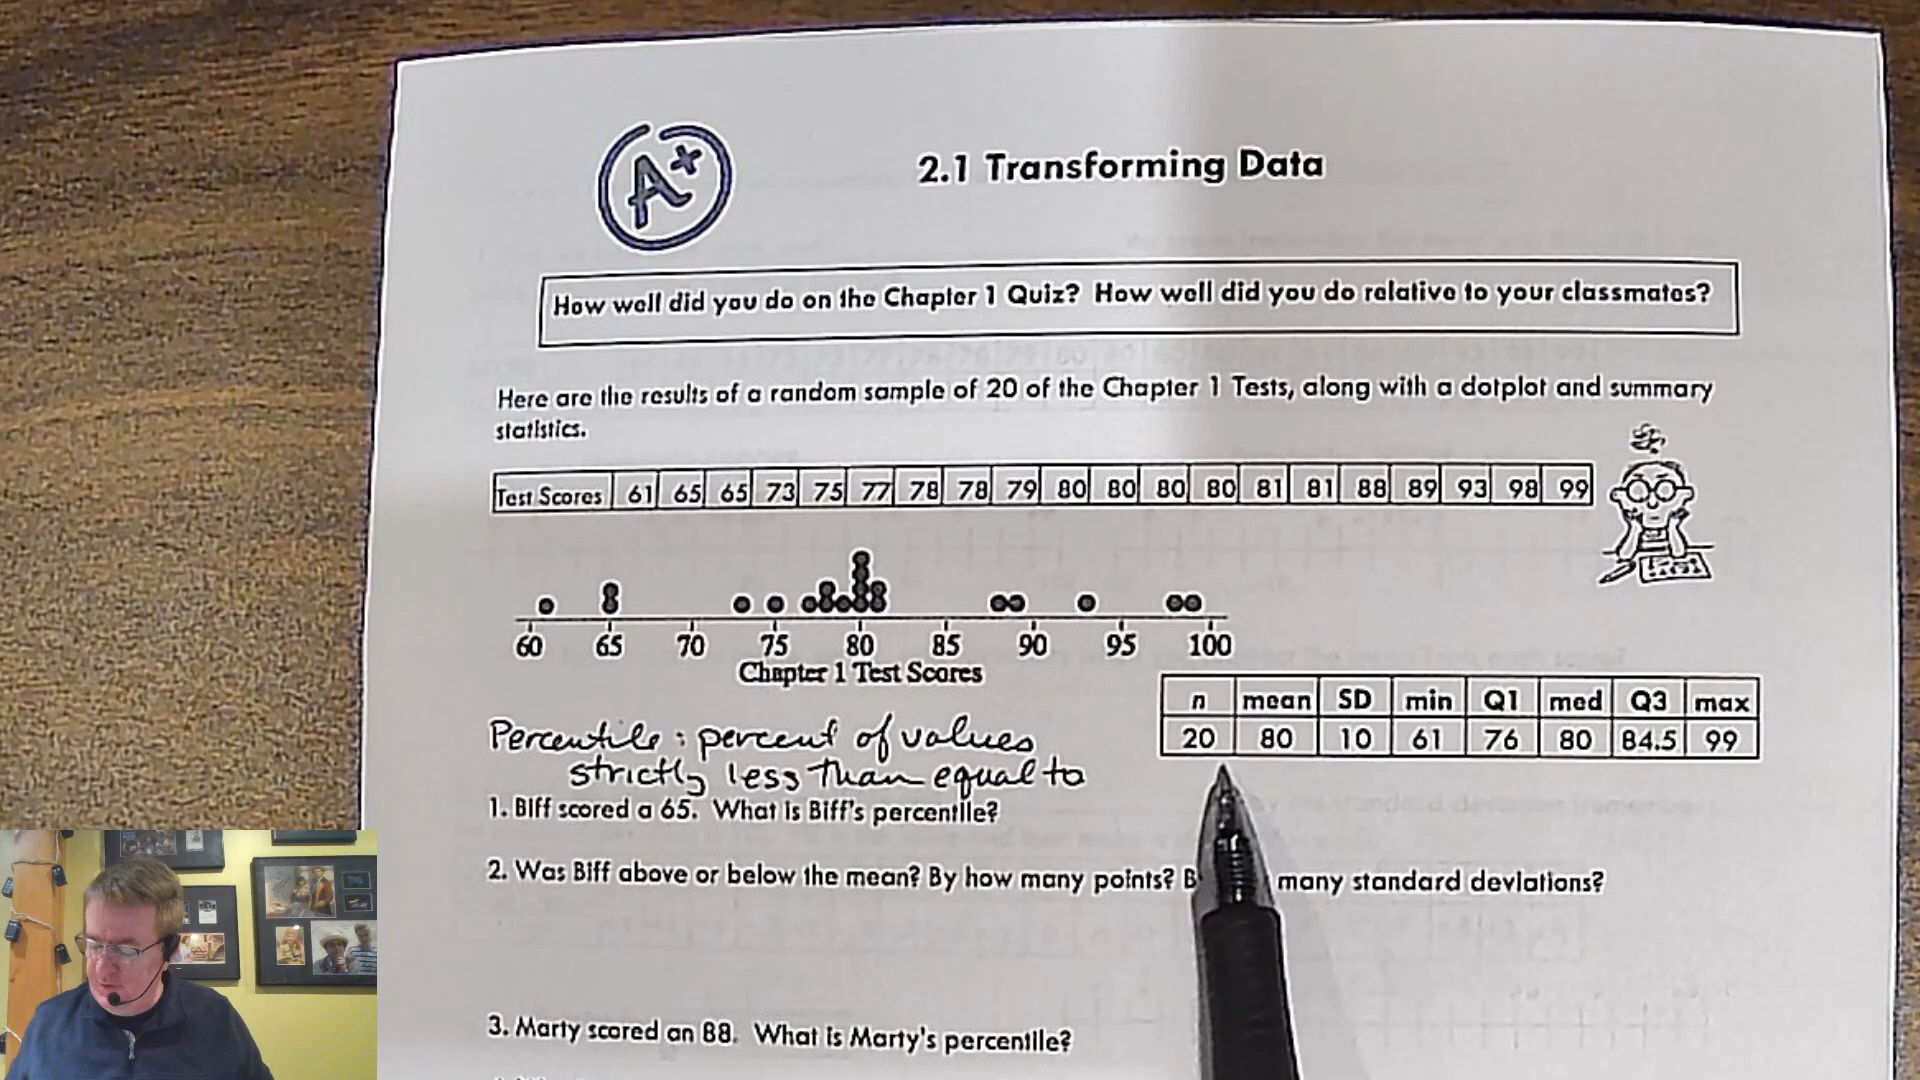 A+
2.1 Transforming Data
How well did you do on the Chapter 1 Quiz? How well did you do relative to your classmates?
Here are the results of a random sample of 20 of the Chapter 1 Tests, along with a dotplot and summary
statistics.
Test Scores 61 65 65 73 75 77 78 78 79 80 80 80 80 81 81 88 89 93 98 99
60 65 70 75 80 85 90 95 100
Chapter 1 Test Scores
n mean SD min Q1 med Q3 max
20 80 10 61 76 80 84.5 99
Percentile : percent of values
strictly less than equal to
1. Biff scored a 65. What is Biff's percentile?
2. Was Biff above or below the mean? By how many points? B many standard deviations?
3. Marty scored an 88. What is Marty's percentile?